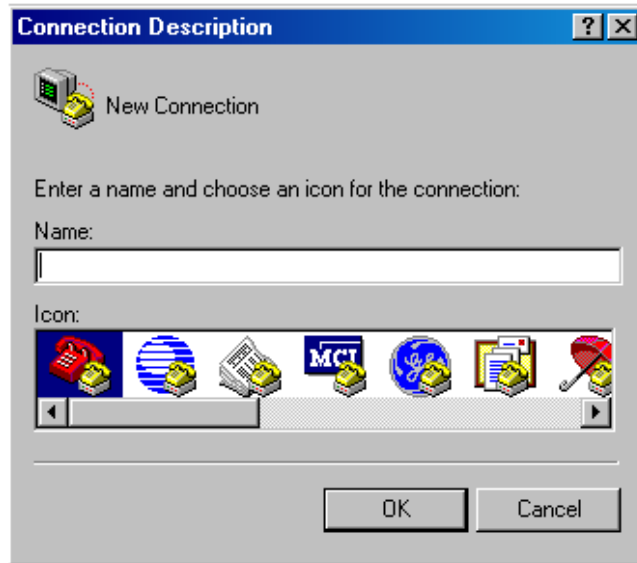 Connection Description
New Connection
Enter a name and choose an icon for the connection:
Name:
Icon:
MCI
OK
Cancel